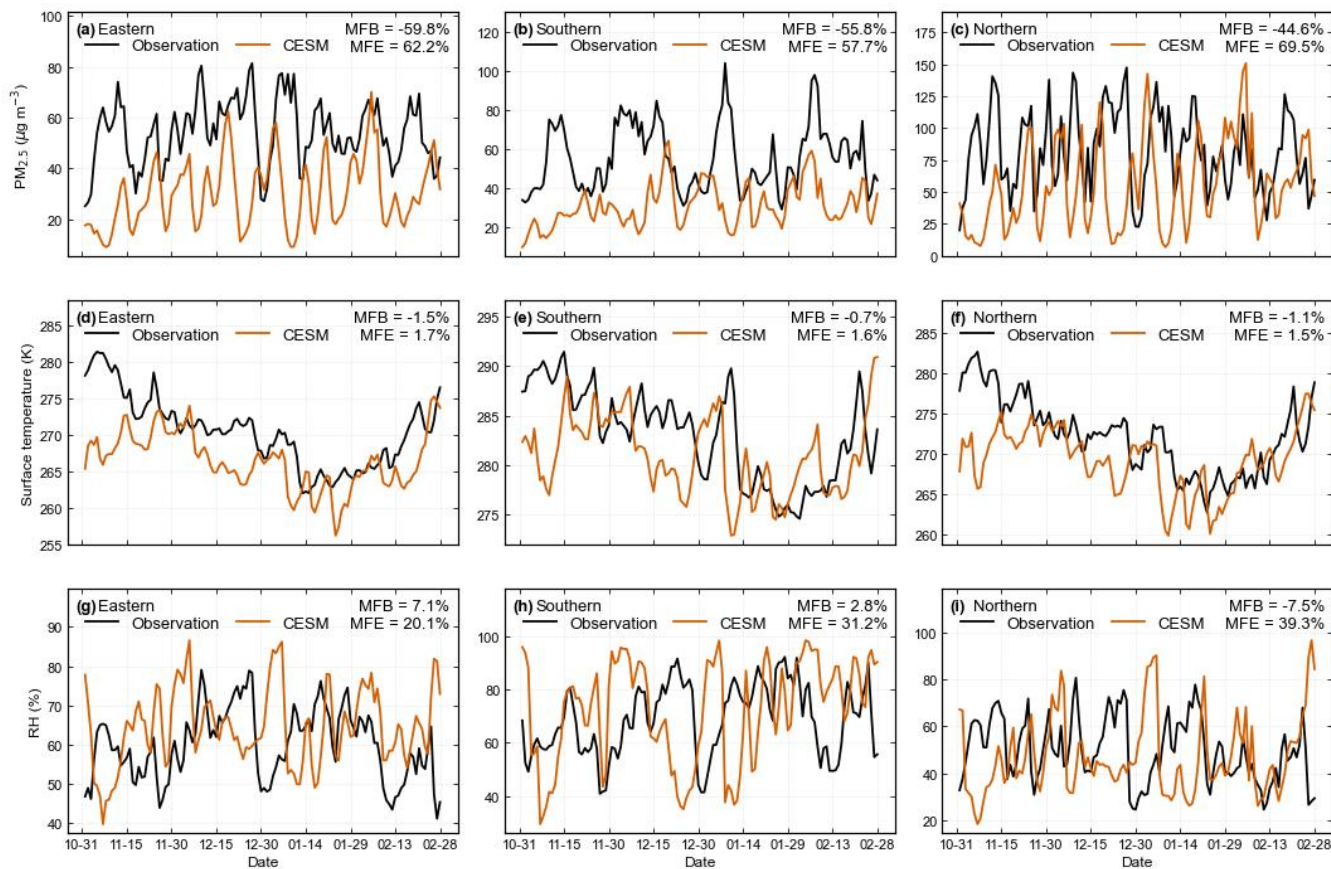 (a) Eastern MFB = -59.8%
Observation CESM MFE = 62.2%
(b) Southern MFB = -55.8%
Observation CESM MFE = 57.7%
(c) Northern MFB = -44.6%
Observation CESM MFE = 69.5%
100
80
60
40
20
PM2.5 (μg m−3)
120
100
80
60
40
20
175
150
125
100
75
50
25
0
(d) Eastern MFB = -1.5%
Observation CESM MFE = 1.7%
(e) Southern MFB = -0.7%
Observation CESM MFE = 1.6%
(f) Northern MFB = -1.1%
Observation CESM MFE = 1.5%
285
280
275
270
265
260
255
Surface temperature (K)
295
290
285
280
275
285
280
275
270
265
260
(g) Eastern MFB = 7.1%
Observation CESM MFE = 20.1%
(h) Southern MFB = 2.8%
Observation CESM MFE = 31.2%
(i) Northern MFB = -7.5%
Observation CESM MFE = 39.3%
90
80
70
60
50
40
RH (%)
100
80
60
40
100
80
60
40
20
10-31 11-15 11-30 12-15 12-30 01-14 01-29 02-13 02-28
Date
10-31 11-15 11-30 12-15 12-30 01-14 01-29 02-13 02-28
Date
10-31 11-15 11-30 12-15 12-30 01-14 01-29 02-13 02-28
Date